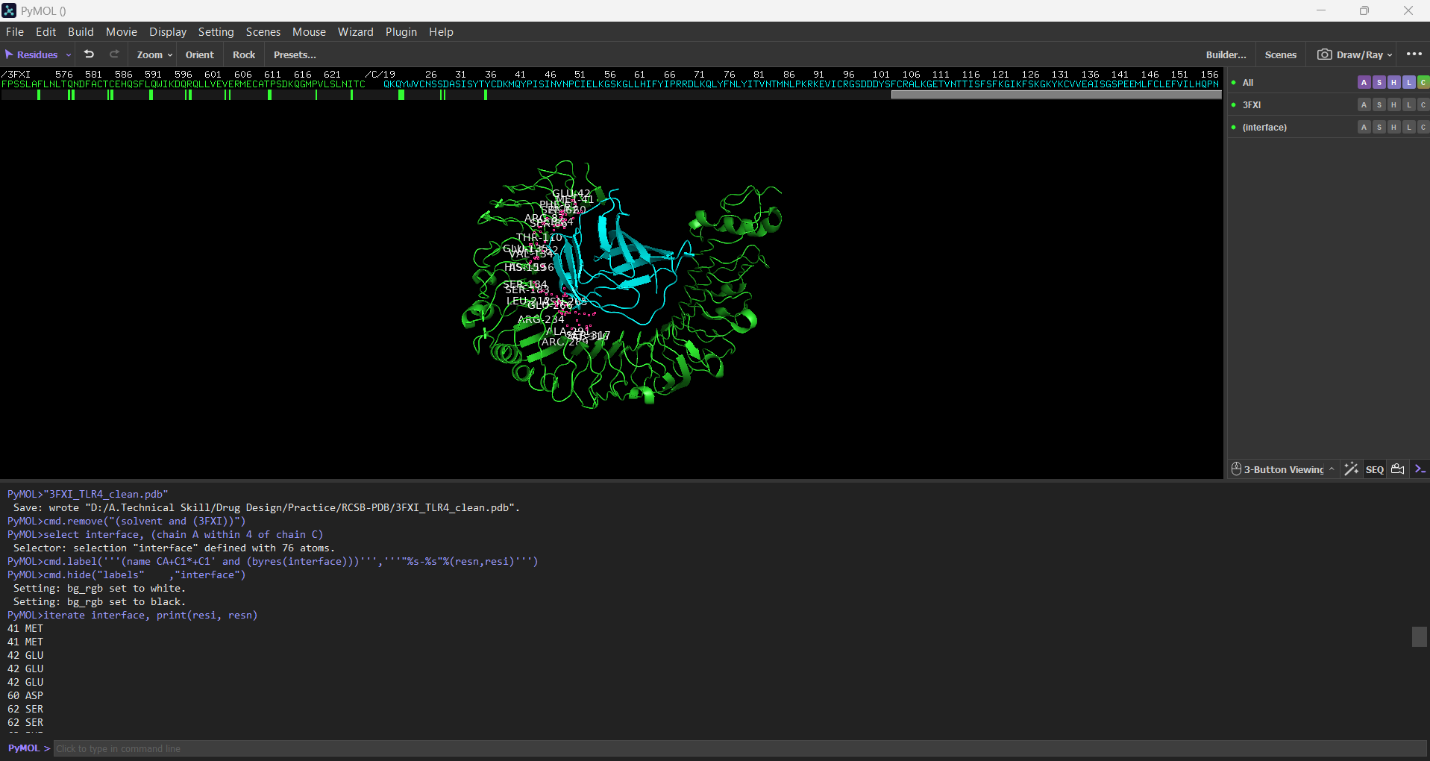 PyMOL ()
File Edit Build Movie Display Setting Scenes Mouse Wizard Plugin Help
Residues Zoom Orient Rock Presets... Builder... Scenes Draw/Ray
/3FXI 576 581 586 591 596 601 606 611 616 621 /C/19 26 31 36 41 46 51 56 61 66 71 76 81 86 91 96 101 106 111 116 121 126 131 136 141 146 151 156
FPSSLAFLNLTQNDFACTCEHQSFLQWIKDQRQLLVEVERMECATPSDKQGMPVLSLNITC QKQYWVCNSSDASISYTYCDKMQYPISINVNPCIELKGSKGLLHIFYIPRRDLKQLYFNLYITVNTMNLPKRKEVICRGSDDDYSFCRALKGETVNTTISFSFKGIKFSKGKYKCVVEAISGSPEEMLFCLEFVILHQPN
All A S H L C
3FXI A S H L C
(interface) A S H L C
GLU-42
MET-41
THR-110
SER-184
SER-183
GLU-266
ARG-234
ALA-291
3-Button Viewing SEQ
PyMOL>"3FXI_TLR4_clean.pdb"
Save: wrote "D:/A.Technical Skill/Drug Design/Practice/RCSB-PDB/3FXI_TLR4_clean.pdb".
PyMOL>cmd.remove("(solvent and (3FXI))")
PyMOL>select interface, (chain A within 4 of chain C)
Selector: selection "interface" defined with 76 atoms.
PyMOL>cmd.label('''(name CA+C1*+C1' and (byres(interface)))''','''"%s-%s"%(resn,resi)''')
PyMOL>cmd.hide("labels" ,"interface")
Setting: bg_rgb set to white.
Setting: bg_rgb set to black.
PyMOL>iterate interface, print(resi, resn)
41 MET
41 MET
42 GLU
42 GLU
42 GLU
60 ASP
62 SER
62 SER
PyMOL > Click to type in command line